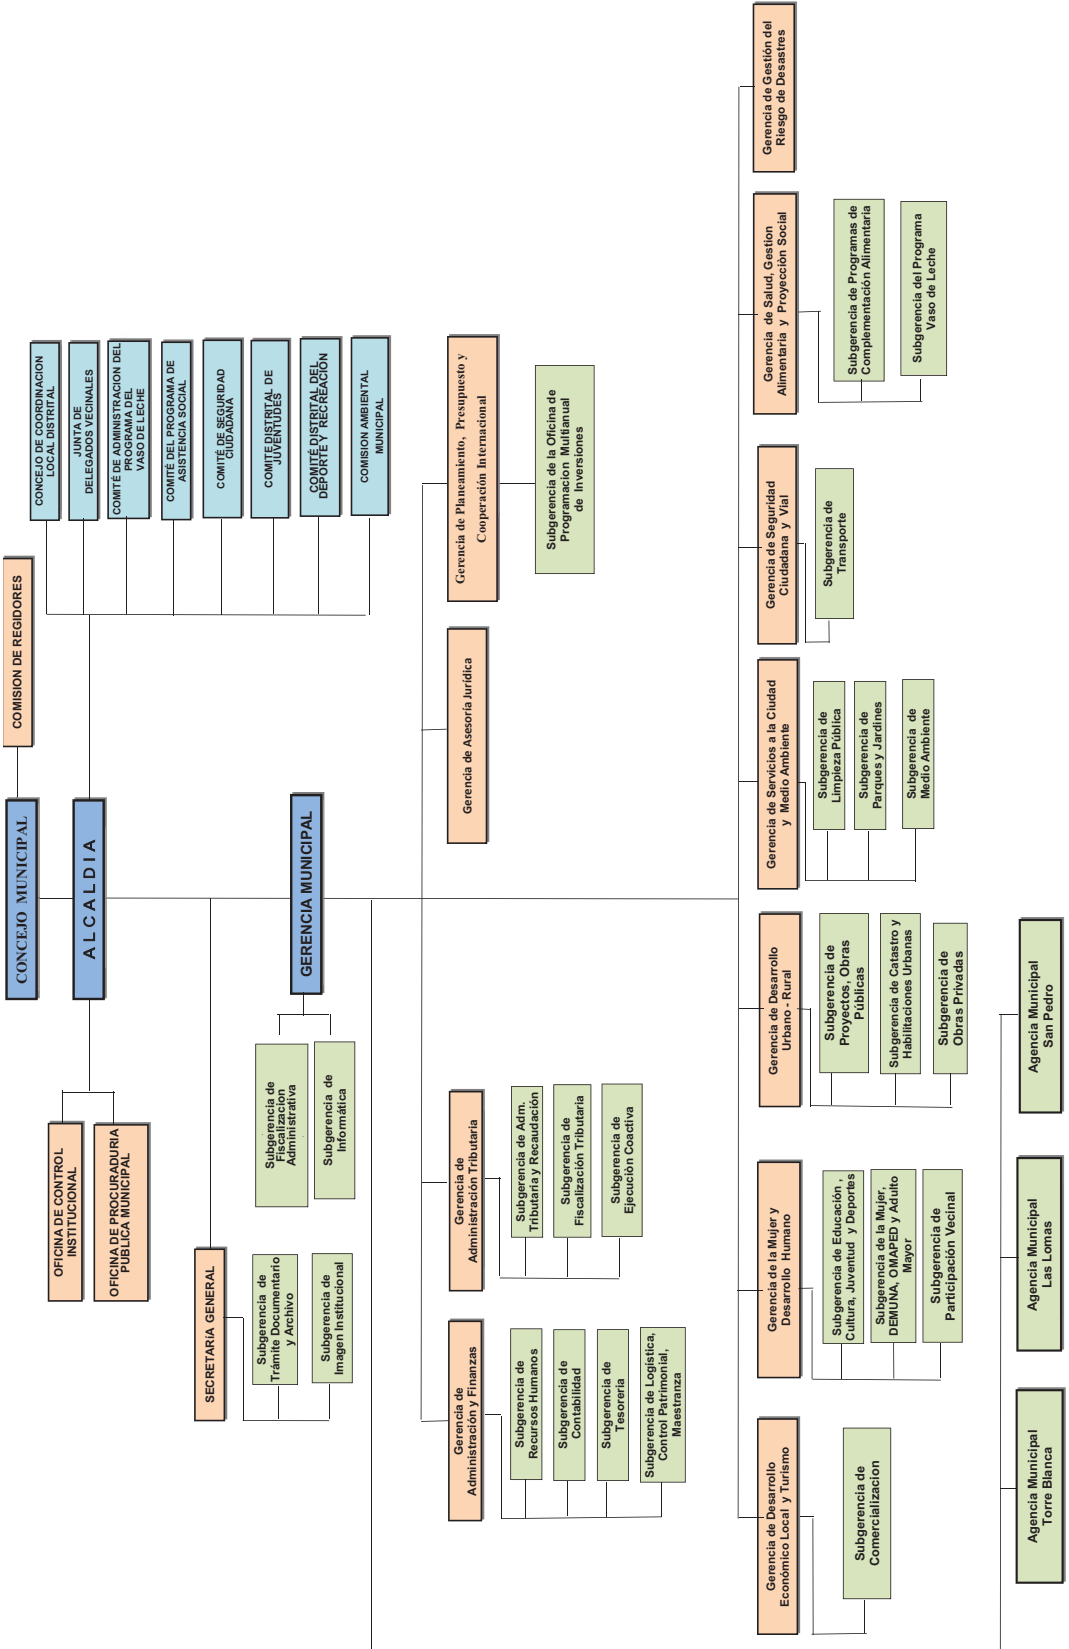 CONCEJO MUNICIPAL
COMISION DE REGIDORES
A L C A L D I A
OFICINA DE CONTROL
INSTITUCIONAL
OFICINA DE PROCURADURIA
PUBLICA MUNICIPAL
CONCEJO DE COORDINACION
LOCAL DISTRITAL
JUNTA DE
DELEGADOS VECINALES
COMITÉ DE ADMINISTRACION DEL
PROGRAMA DEL
VASO DE LECHE
COMITÉ DEL PROGRAMA DE
ASISTENCIA SOCIAL
COMITÉ DE SEGURIDAD
CIUDADANA
COMITE DISTRITAL DE
JUVENTUDES
COMITÉ DISTRITAL DEL
DEPORTE Y RECREACIÓN
COMISION AMBIENTAL
MUNICIPAL
SECRETARIA GENERAL
Subgerencia de
Trámite Documentario
y Archivo
Subgerencia de
Imagen Institucional
GERENCIA MUNICIPAL
Subgerencia de
Fiscalizacion
Administrativa
Subgerencia de
Informática
Gerencia de
Administración y Finanzas
Subgerencia de
Recursos Humanos
Subgerencia de
Contabilidad
Subgerencia de
Tesorería
Subgerencia de Logística,
Control Patrimonial,
Maestranza
Gerencia de
Administración Tributaria
Subgerencia de Adm.
Tributaria y Recaudación
Subgerencia de
Fiscalización Tributaria
Subgerencia de
Ejecución Coactiva
Gerencia de Asesoría Jurídica
Gerencia de Planeamiento, Presupuesto y
Cooperación Internacional
Subgerencia de la Oficina de
Programacion Multianual
de Inversiones
Gerencia de Desarrollo
Económico Local y Turismo
Subgerencia de
Comercializacion
Gerencia de la Mujer y
Desarrollo Humano
Subgerencia de Educación ,
Cultura, Juventud y Deportes
Subgerencia de la Mujer,
DEMUNA, OMAPED y Adulto
Mayor
Subgerencia de
Participación Vecinal
Gerencia de Desarrollo
Urbano - Rural
Subgerencia de
Proyectos, Obras
Públicas
Subgerencia de Catastro y
Habilitaciones Urbanas
Subgerencia de
Obras Privadas
Gerencia de Servicios a la Ciudad
y Medio Ambiente
Subgerencia de
Limpieza Pública
Subgerencia de
Parques y Jardines
Subgerencia de
Medio Ambiente
Gerencia de Seguridad
Ciudadana y Vial
Subgerencia de
Transporte
Gerencia de Salud, Gestion
Alimentaria y Proyección Social
Subgerencia de Programas de
Complementación Alimentaria
Subgerencia del Programa
Vaso de Leche
Gerencia de Gestión del
Riesgo de Desastres
Agencia Municipal
Torre Blanca
Agencia Municipal
Las Lomas
Agencia Municipal
San Pedro